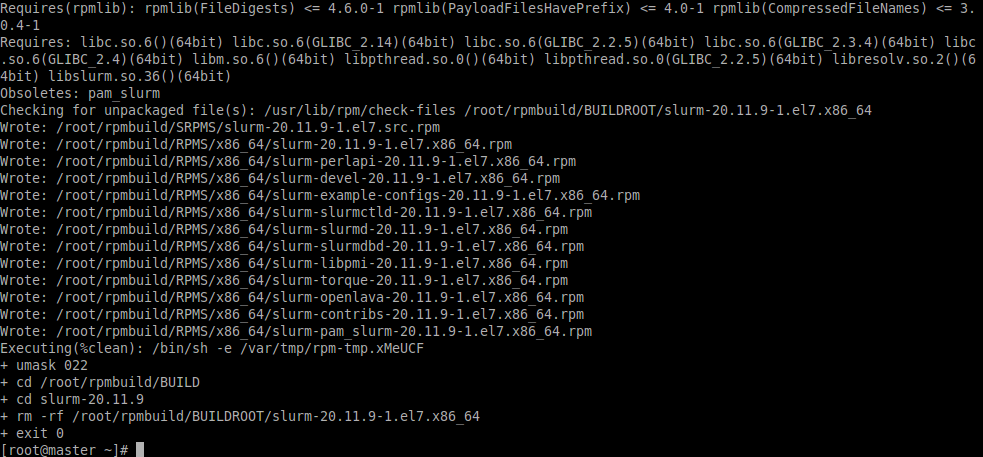 Requires(rpmlib): rpmlib(FileDigests) <= 4.6.0-1 rpmlib(PayloadFilesHavePrefix) <= 4.0-1 rpmlib(CompressedFileNames) <= 3.
0.4-1
Requires: libc.so.6()(64bit) libc.so.6(GLIBC_2.14)(64bit) libc.so.6(GLIBC_2.2.5)(64bit) libc.so.6(GLIBC_2.3.4)(64bit) libc
.so.6(GLIBC_2.4)(64bit) libm.so.6()(64bit) libpthread.so.0()(64bit) libpthread.so.0(GLIBC_2.2.5)(64bit) libresolv.so.2()(6
4bit) libslurm.so.36()(64bit)
Obsoletes: pam_slurm
Checking for unpackaged file(s): /usr/lib/rpm/check-files /root/rpmbuild/BUILDROOT/slurm-20.11.9-1.el7.x86_64
Wrote: /root/rpmbuild/SRPMS/slurm-20.11.9-1.el7.src.rpm
Wrote: /root/rpmbuild/RPMS/x86_64/slurm-20.11.9-1.el7.x86_64.rpm
Wrote: /root/rpmbuild/RPMS/x86_64/slurm-perlapi-20.11.9-1.el7.x86_64.rpm
Wrote: /root/rpmbuild/RPMS/x86_64/slurm-devel-20.11.9-1.el7.x86_64.rpm
Wrote: /root/rpmbuild/RPMS/x86_64/slurm-example-configs-20.11.9-1.el7.x86_64.rpm
Wrote: /root/rpmbuild/RPMS/x86_64/slurm-slurmctld-20.11.9-1.el7.x86_64.rpm
Wrote: /root/rpmbuild/RPMS/x86_64/slurm-slurmd-20.11.9-1.el7.x86_64.rpm
Wrote: /root/rpmbuild/RPMS/x86_64/slurm-slurmdbd-20.11.9-1.el7.x86_64.rpm
Wrote: /root/rpmbuild/RPMS/x86_64/slurm-libpmi-20.11.9-1.el7.x86_64.rpm
Wrote: /root/rpmbuild/RPMS/x86_64/slurm-torque-20.11.9-1.el7.x86_64.rpm
Wrote: /root/rpmbuild/RPMS/x86_64/slurm-openlava-20.11.9-1.el7.x86_64.rpm
Wrote: /root/rpmbuild/RPMS/x86_64/slurm-contribs-20.11.9-1.el7.x86_64.rpm
Wrote: /root/rpmbuild/RPMS/x86_64/slurm-pam_slurm-20.11.9-1.el7.x86_64.rpm
Executing(%clean): /bin/sh -e /var/tmp/rpm-tmp.xMeUCF
+ umask 022
+ cd /root/rpmbuild/BUILD
+ cd slurm-20.11.9
+ rm -rf /root/rpmbuild/BUILDROOT/slurm-20.11.9-1.el7.x86_64
+ exit 0
[root@master ~]#